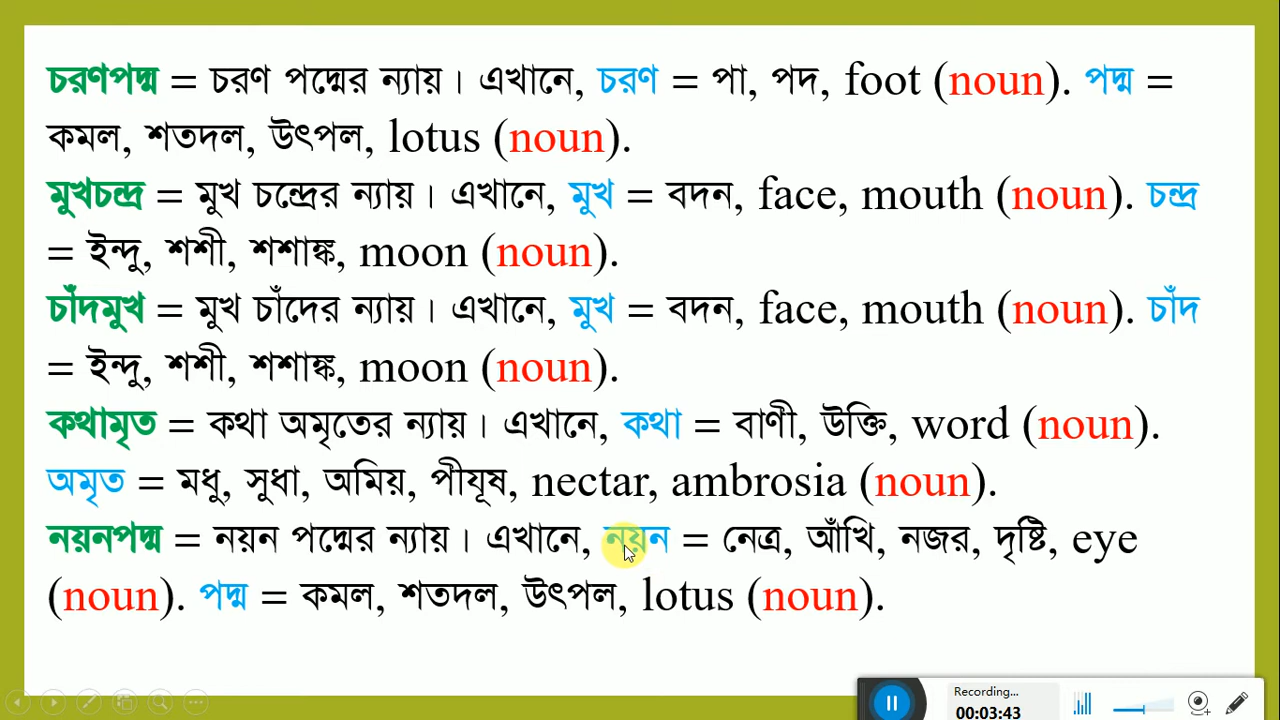 চরণপদ্ম = চরণ পদ্মের ন্যায়। এখানে, চরণ = পা, পদ, foot (noun). পদ্ম =
কমল, শতদল, উৎপল, lotus (noun).
মুখচন্দ্র = মুখ চন্দ্রের ন্যায়। এখানে, মুখ = বদন, face, mouth (noun). চন্দ্র
= ইন্দু, শশী, শশাঙ্ক, moon (noun).
চাঁদমুখ = মুখ চাঁদের ন্যায়। এখানে, মুখ = বদন, face, mouth (noun). চাঁদ
= ইন্দু, শশী, শশাঙ্ক, moon (noun).
কথামৃত = কথা অমৃতের ন্যায়। এখানে, কথা = বাণী, উক্তি, word (noun).
অমৃত = মধু, সুধা, অমিয়, পীযূষ, nectar, ambrosia (noun).
নয়নপদ্ম = নয়ন পদ্মের ন্যায়। এখানে, নয়ন = নেত্র, আঁখি, নজর, দৃষ্টি, eye
(noun). পদ্ম = কমল, শতদল, উৎপল, lotus (noun).
Recording...
00:03:43